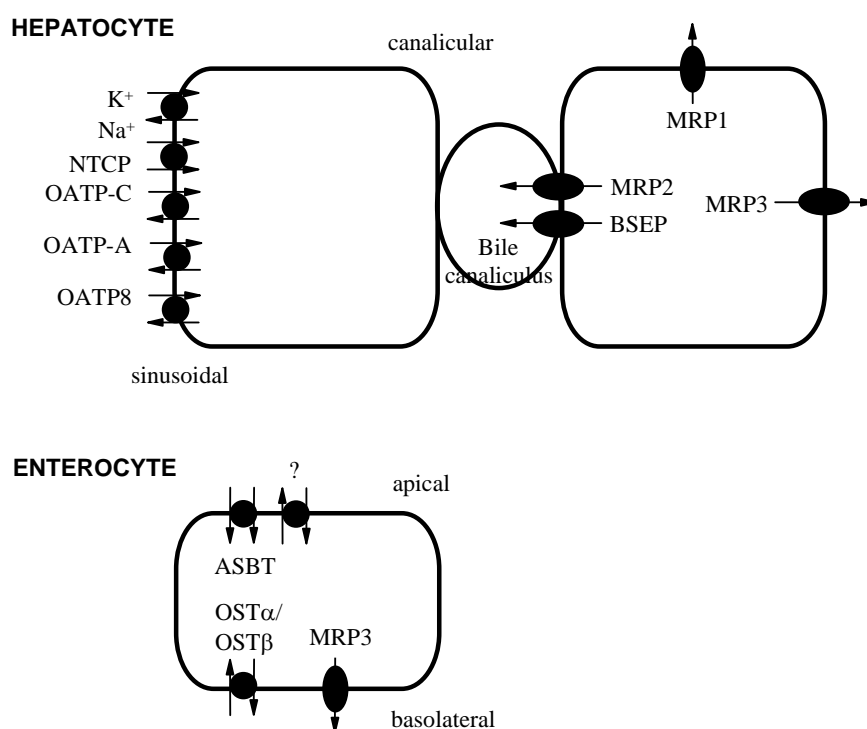 HEPATOCYTE
canalicular
K⁺
Na⁺
NTCP
OATP-C
OATP-A
OATP8
sinusoidal
MRP1
MRP2
BSEP
MRP3
Bile
canaliculus
ENTEROCYTE
?
apical
ASBT
OSTα/
OSTβ
MRP3
basolateral